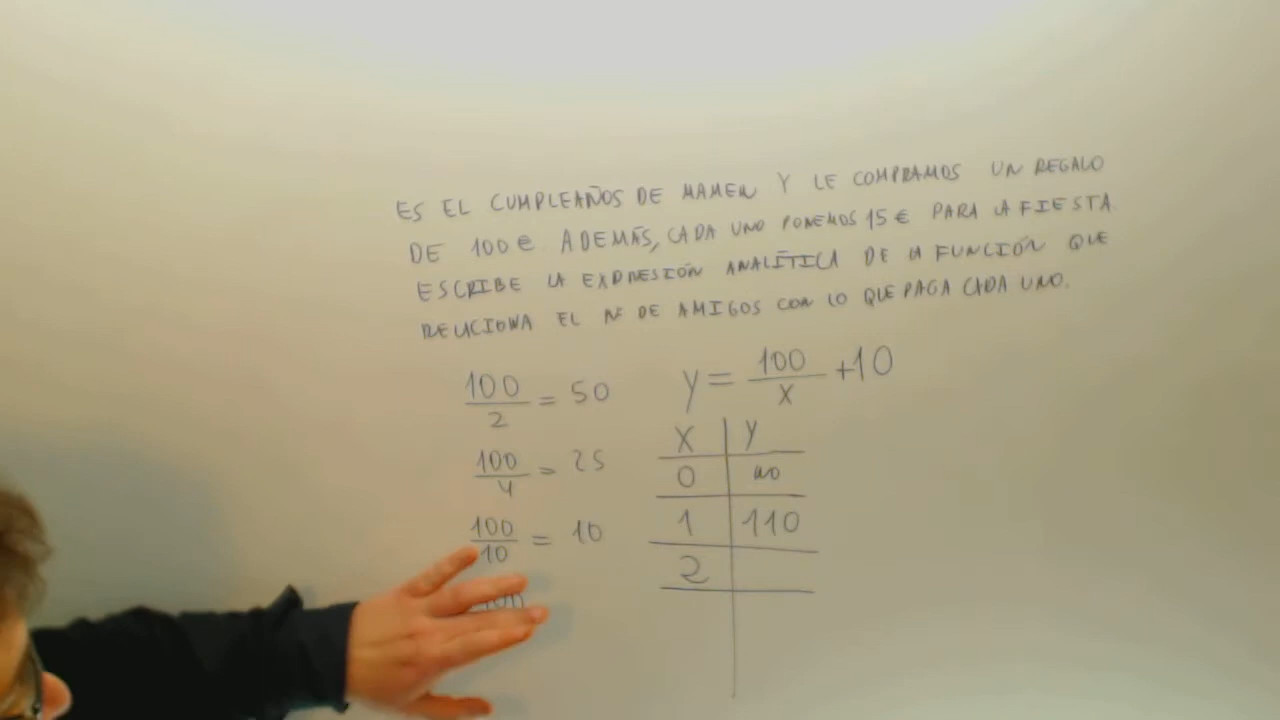 ES EL CUMPLEAÑOS DE MAMEN Y LE COMPRAMOS UN REGALO
DE 100€ ADEMÁS, CADA UNO PONEMOS 15€ PARA LA FIESTA
ESCRIBE LA EXPRESIÓN ANALÍTICA DE LA FUNCIÓN QUE
RELACIONA EL Nº DE AMIGOS CON LO QUE PAGA CADA UNO.
100/2 = 50
y = 100/x + 10
100/4 = 25
100/10 = 10
100
X Y
0 NO
1 110
2